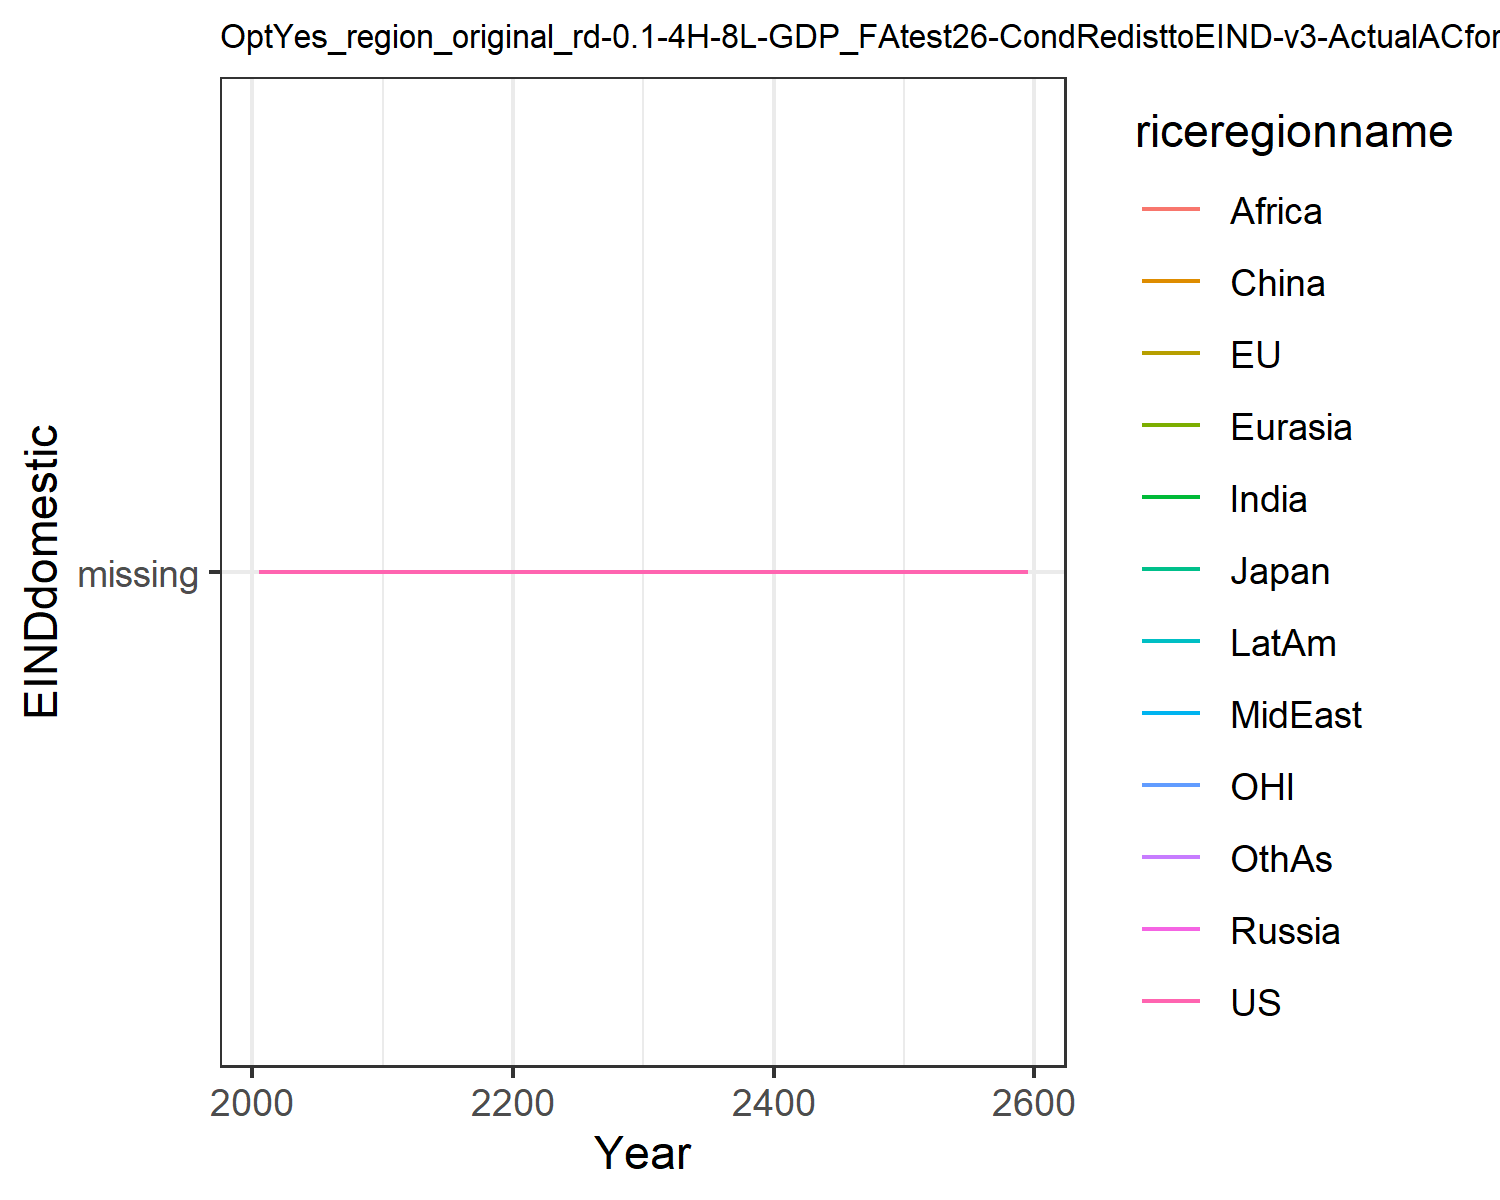 OptYes_region_original_rd-0.1-4H-8L-GDP_FAtest26-CondRedisttoEIND-v3-ActualACfor
riceregionname
Africa
China
EU
Eurasia
India
Japan
LatAm
MidEast
OHI
OthAs
Russia
US
EINDdomestic
missing
2000 2200 2400 2600
Year